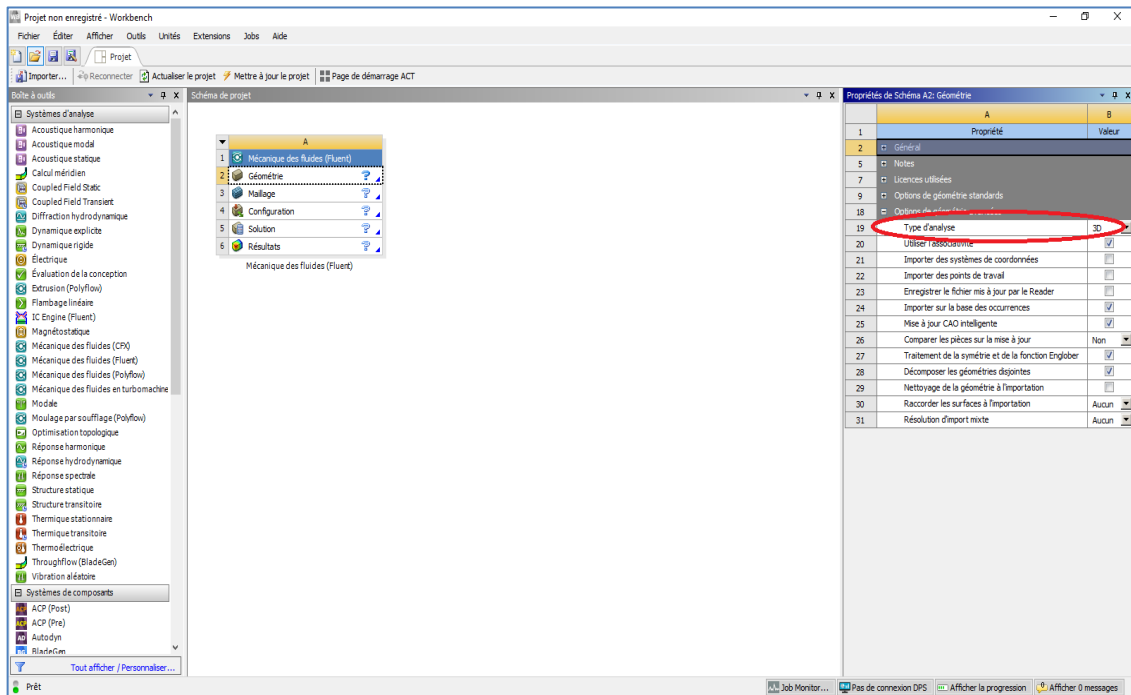 Projet non enregistré - Workbench
Fichier Éditer Afficher Outils Unités Extensions Jobs Aide
Projet
Importer... Reconnecter Actualiser le projet Mettre à jour le projet Page de démarrage ACT
Boîte à outils
Systèmes d'analyse
Acoustique harmonique
Acoustique modal
Acoustique statique
Calcul méridien
Coupled Field Static
Coupled Field Transient
Diffraction hydrodynamique
Dynamique explicite
Dynamique rigide
Électrique
Évaluation de la conception
Extrusion (Polyflow)
Flambage linéaire
IC Engine (Fluent)
Magnétostatique
Mécanique des fluides (CFX)
Mécanique des fluides (Fluent)
Mécanique des fluides (Polyflow)
Mécanique des fluides en turbomachine
Modale
Moulage par soufflage (Polyflow)
Optimisation topologique
Réponse harmonique
Réponse hydrodynamique
Réponse spectrale
Structure statique
Structure transitoire
Thermique stationnaire
Thermique transitoire
Thermoélectrique
Throughflow (BladeGen)
Vibration aléatoire
Systèmes de composants
ACP (Post)
ACP (Pre)
Autodyn
BladeGen
Tout afficher / Personnaliser...
Schéma de projet
A
1 Mécanique des fluides (Fluent)
2 Géométrie ?
3 Maillage ?
4 Configuration ?
5 Solution ?
6 Résultats ?
Mécanique des fluides (Fluent)
Propriétés de Schéma A2: Géométrie
A B
1 Propriété Valeur
2 Général
5 Notes
7 Licences utilisées
9 Options de géométrie standards
18 Options de géométrie avancées
19 Type d'analyse 3D
20 Utiliser l'associativité
21 Importer des systèmes de coordonnées
22 Importer des points de travail
23 Enregistrer le fichier mis à jour par le Reader
24 Importer sur la base des occurrences
25 Mise à jour CAO intelligente
26 Comparer les pièces sur la mise à jour Non
27 Traitement de la symétrie et de la fonction Englober
28 Décomposer les géométries disjointes
29 Nettoyage de la géométrie à l'importation
30 Raccorder les surfaces à l'importation Aucun
31 Résolution d'import mixte Aucun
Prêt
Job Monitor... Pas de connexion DPS Afficher la progression Afficher 0 messages